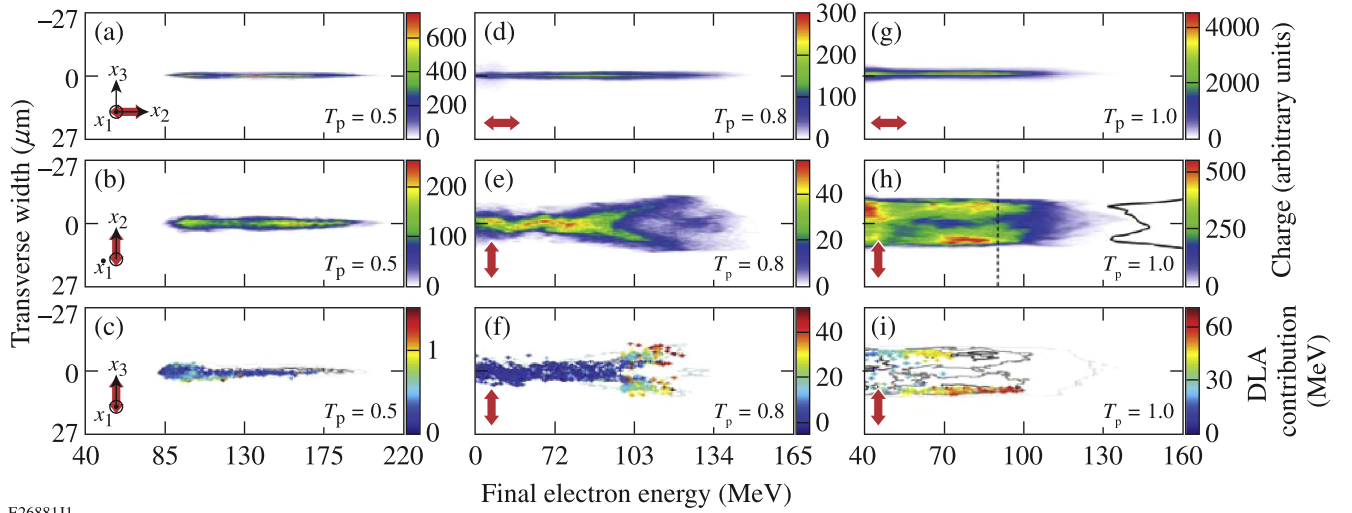 (a) (d) (g)
x3
x2
x1
Tp = 0.5 Tp = 0.8 Tp = 1.0
−27
0
27
600
400
200
0
300
200
100
0
4000
2000
0
(b) (e) (h)
x2
x1
Tp = 0.5 Tp = 0.8 Tp = 1.0
−27
0
27
200
100
0
40
20
0
500
250
0
(c) (f) (i)
x3
x1
Tp = 0.5 Tp = 0.8 Tp = 1.0
−27
0
27
1
0
40
20
0
60
30
0
40 85 130 175 220
0 72 103 134 165
40 70 100 130 160
Transverse width (μm)
Final electron energy (MeV)
Charge (arbitrary units)
DLA
contribution
(MeV)